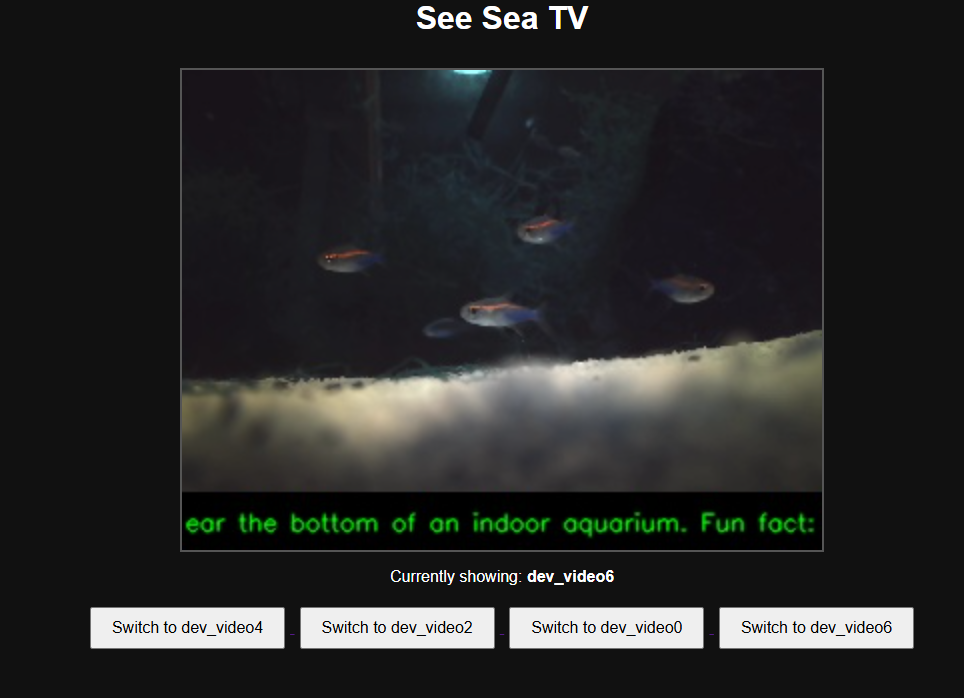 See Sea TV
ear the bottom of an indoor aquarium. Fun fact:
Currently showing: dev_video6
Switch to dev_video4 Switch to dev_video2 Switch to dev_video0 Switch to dev_video6